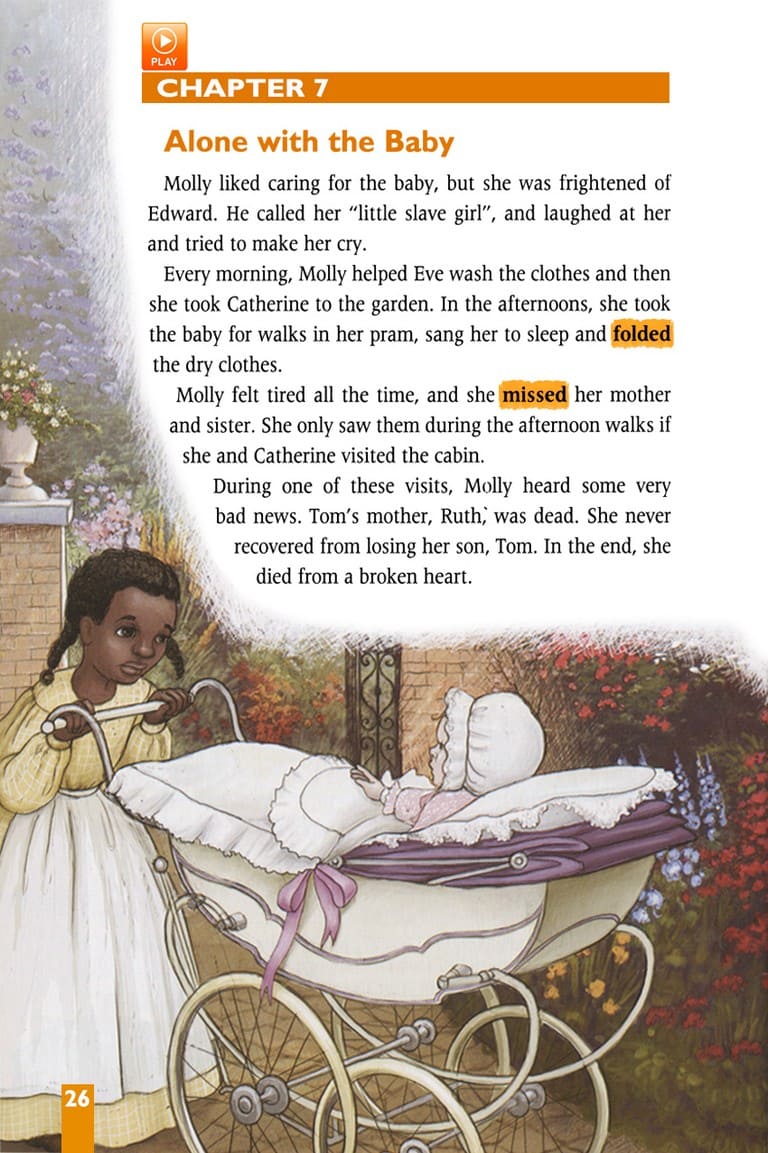 PLAY
CHAPTER 7
Alone with the Baby
Molly liked caring for the baby, but she was frightened of
Edward. He called her “little slave girl”, and laughed at her
and tried to make her cry.
Every morning, Molly helped Eve wash the clothes and then
she took Catherine to the garden. In the afternoons, she took
the baby for walks in her pram, sang her to sleep and folded
the dry clothes.
Molly felt tired all the time, and she missed her mother
and sister. She only saw them during the afternoon walks if
she and Catherine visited the cabin.
During one of these visits, Molly heard some very
bad news. Tom’s mother, Ruth, was dead. She never
recovered from losing her son, Tom. In the end, she
died from a broken heart.
26